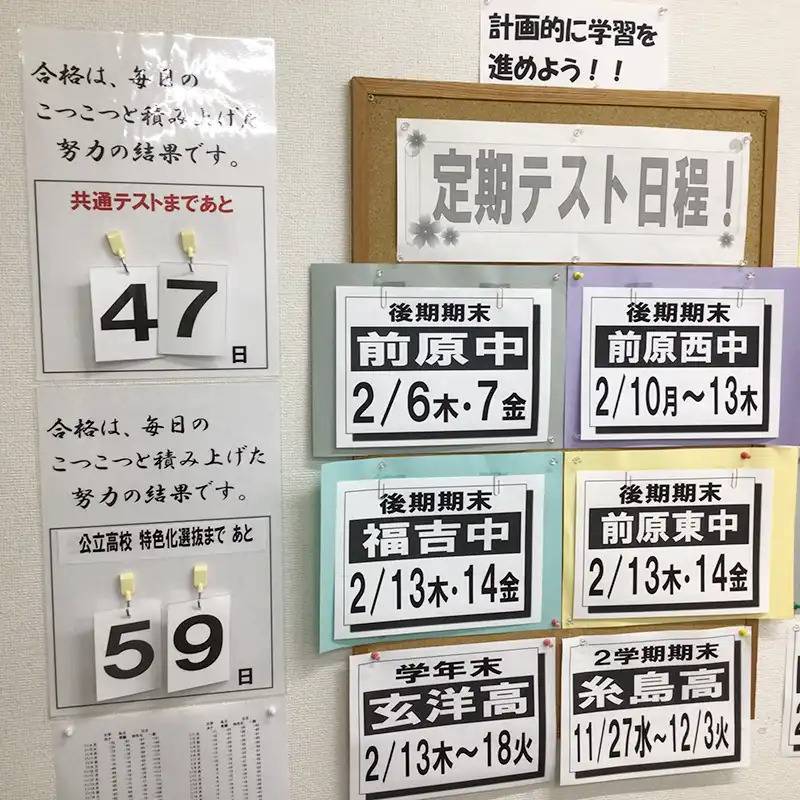 計画的に学習を
進めよう！！
合格は、毎日の
こつこつと積み上げた
努力の結果です。
共通テストまであと
47
日
合格は、毎日の
こつこつと積み上げた
努力の結果です。
公立高校 特色化選抜まで あと
59
日
定期テスト日程！
後期期末
前原中
2/6木・7金
後期期末
前原西中
2/10月～13木
後期期末
福吉中
2/13木・14金
後期期末
前原東中
2/13木・14金
学年末
玄洋高
2/13木～18火
2学期期末
糸島高
11/27水～12/3火